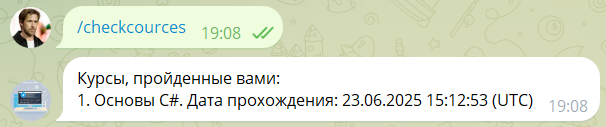 /checkcources
19:08
Курсы, пройденные вами:
1. Основы C#. Дата прохождения: 23.06.2025 15:12:53 (UTC)
19:08